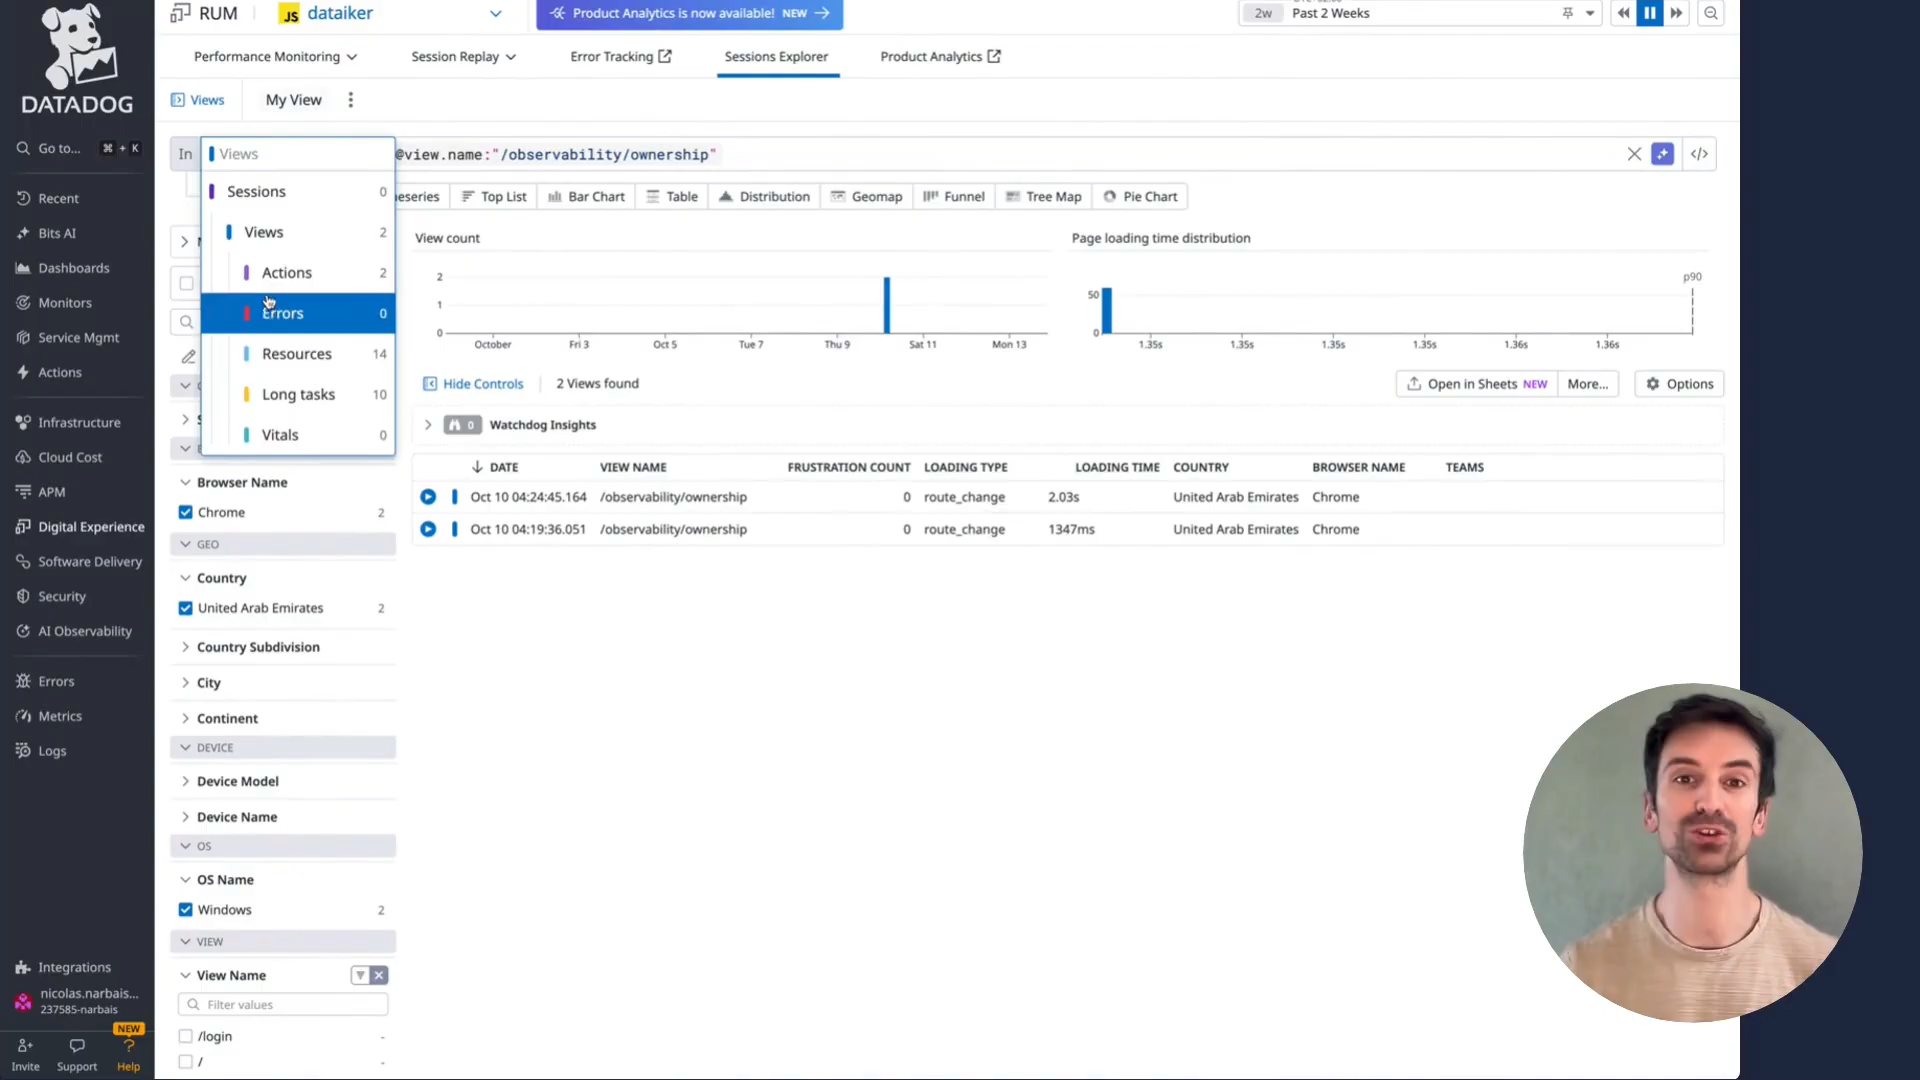 DATADOG
Go to... ⌘ + K
Recent
Bits AI
Dashboards
Monitors
Service Mgmt
Actions
Infrastructure
Cloud Cost
APM
Digital Experience
Software Delivery
Security
AI Observability
Errors
Metrics
Logs
Integrations
nicolas.narbais...
237585-narbais
NEW
Invite
Support
Help
RUM
JS dataiker
Product Analytics is now available! NEW →
2w Past 2 Weeks
Performance Monitoring
Session Replay
Error Tracking
Sessions Explorer
Product Analytics
Views
My View
In
Views
@view.name:"/observability/ownership"
</>
Sessions 0
Views 2
Actions 2
Errors 0
Resources 14
Long tasks 10
Vitals 0
eseries
Top List
Bar Chart
Table
Distribution
Geomap
Funnel
Tree Map
Pie Chart
View count
2
1
0
October
Fri 3
Oct 5
Tue 7
Thu 9
Sat 11
Mon 13
Page loading time distribution
p90
50
0
1.35s
1.35s
1.35s
1.35s
1.36s
1.36s
Hide Controls
2 Views found
Open in Sheets NEW
More...
Options
0 Watchdog Insights
DATE VIEW NAME FRUSTRATION COUNT LOADING TYPE LOADING TIME COUNTRY BROWSER NAME TEAMS
Oct 10 04:24:45.164 /observability/ownership 0 route_change 2.03s United Arab Emirates Chrome
Oct 10 04:19:36.051 /observability/ownership 0 route_change 1347ms United Arab Emirates Chrome
Browser Name
Chrome 2
GEO
Country
United Arab Emirates 2
Country Subdivision
City
Continent
DEVICE
Device Model
Device Name
OS
OS Name
Windows 2
VIEW
View Name
Filter values
/login -
/ -